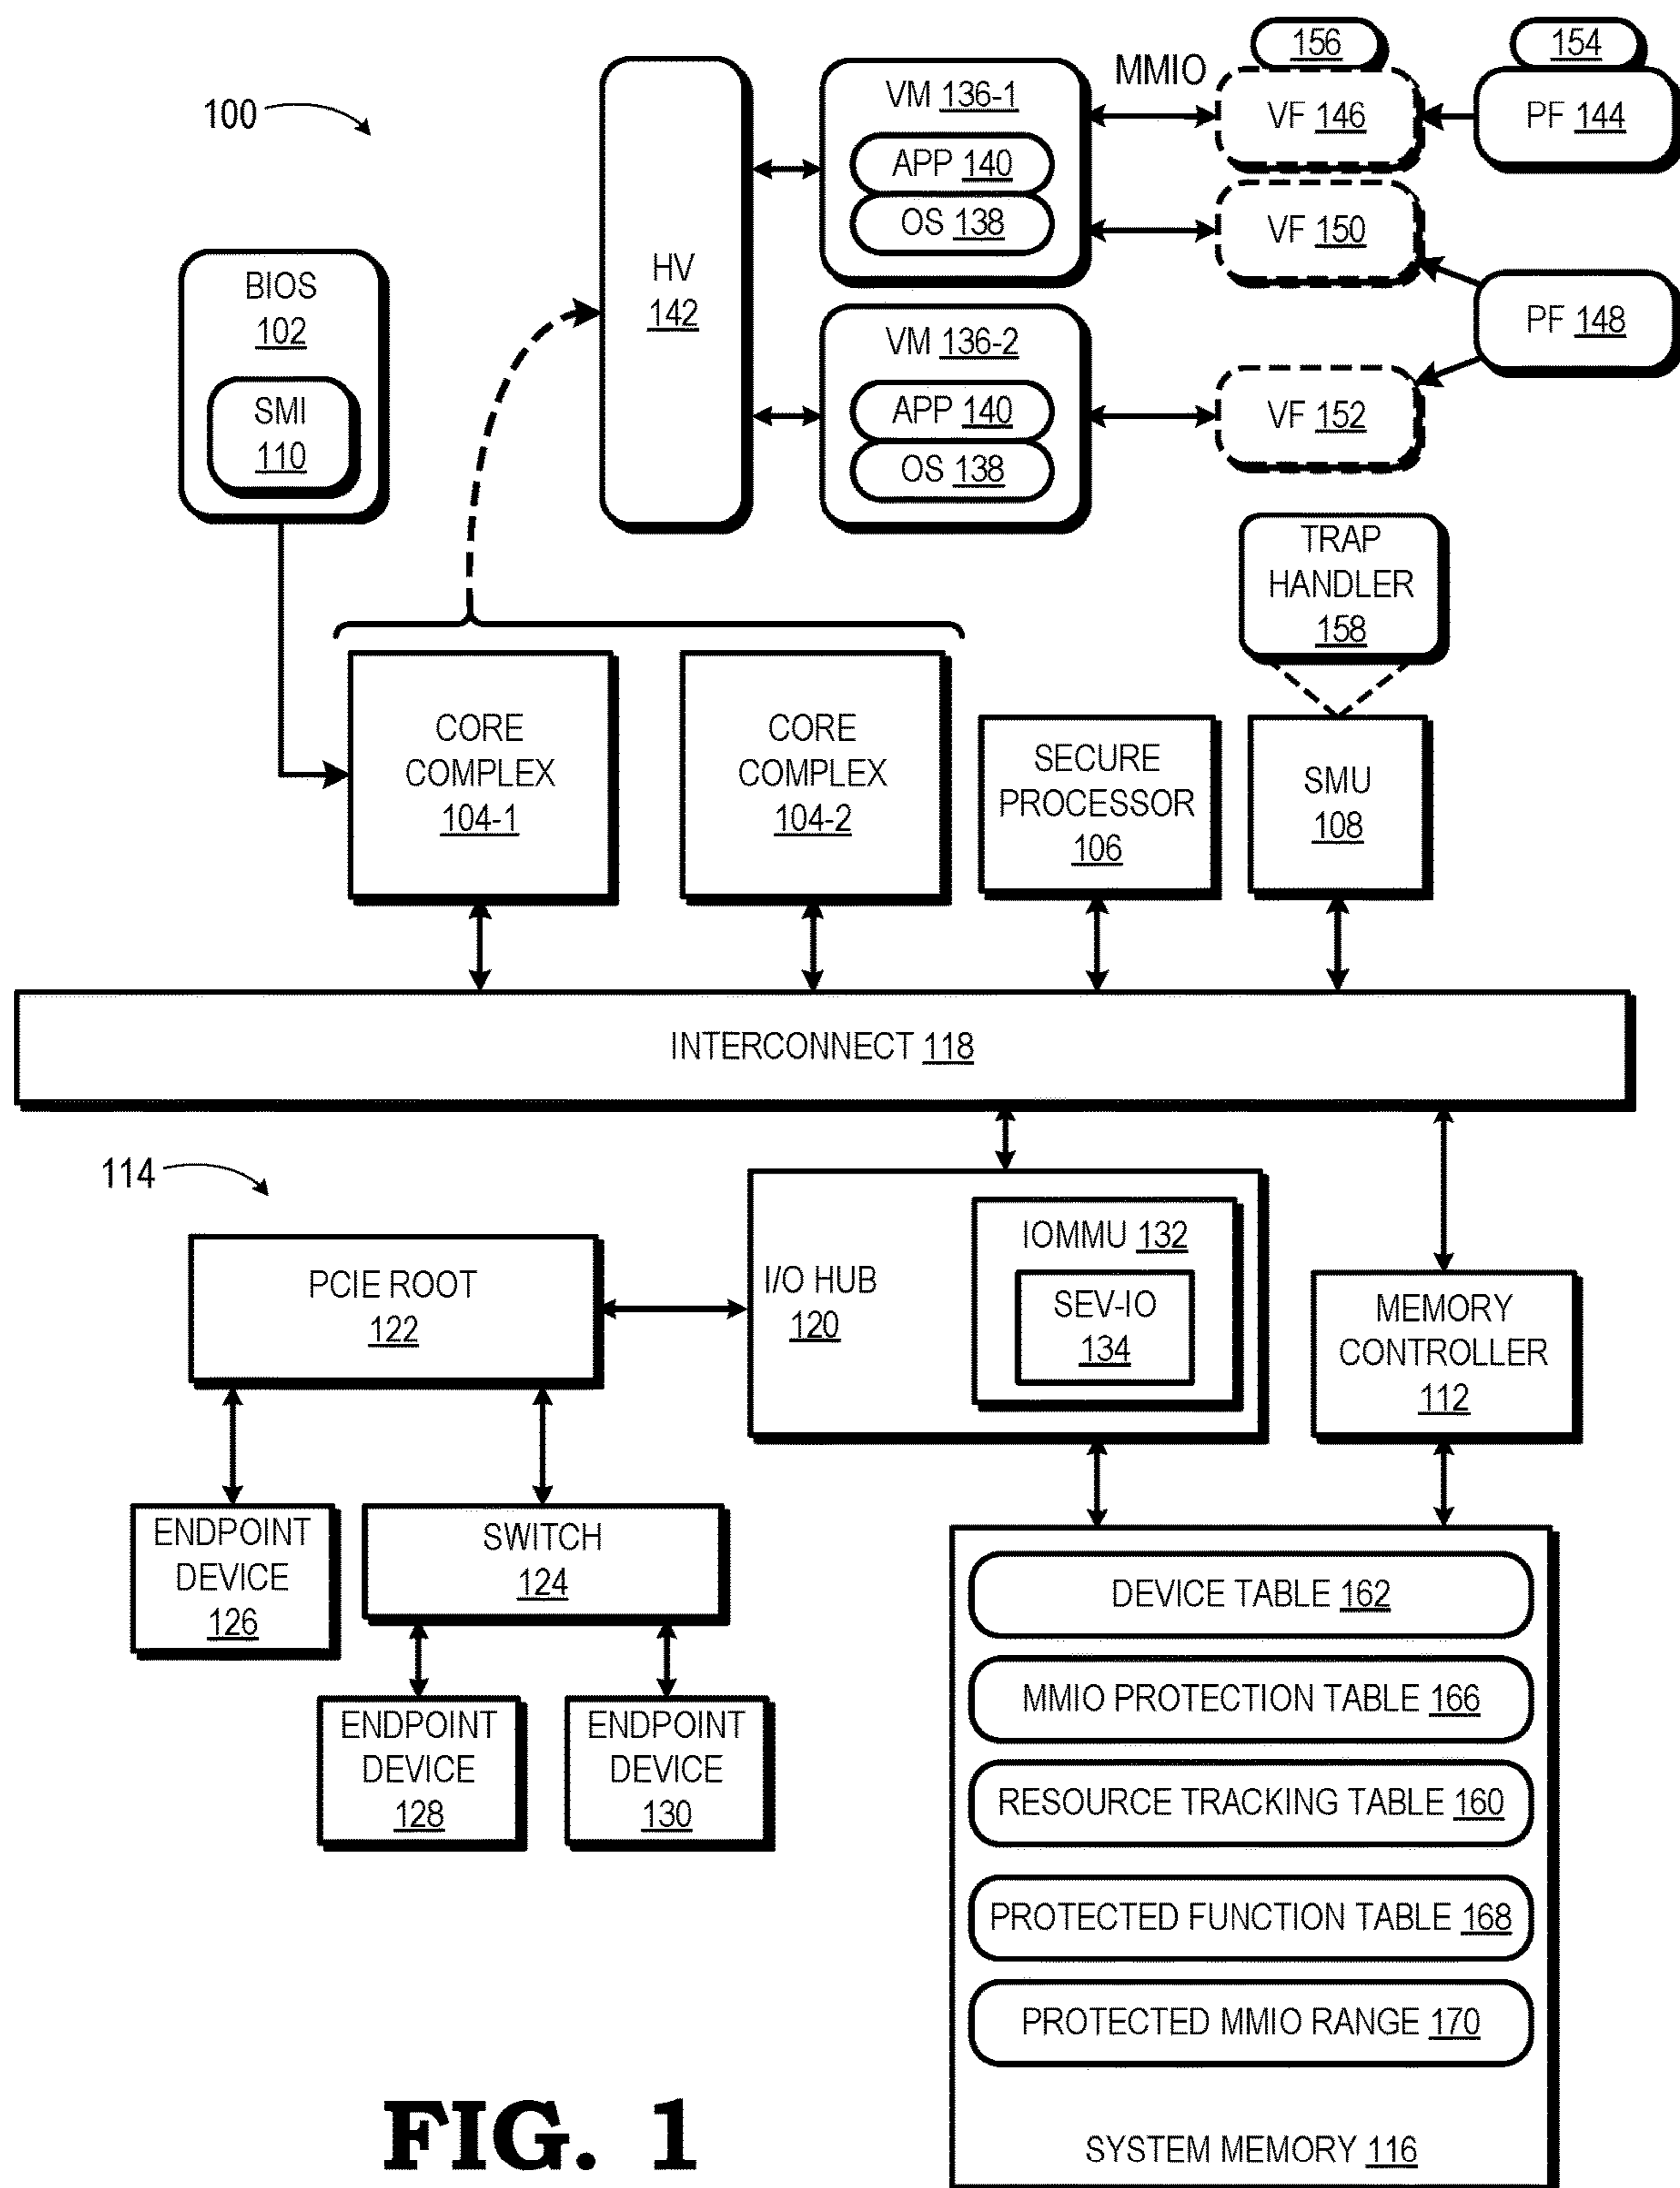 100
BIOS
102
SMI
110
HV
142
VM 136-1
APP 140
OS 138
VM 136-2
APP 140
OS 138
MMIO
156
VF 146
154
PF 144
VF 150
PF 148
VF 152
TRAP
HANDLER
158
CORE
COMPLEX
104-1
CORE
COMPLEX
104-2
SECURE
PROCESSOR
106
SMU
108
INTERCONNECT 118
114
PCIE ROOT
122
I/O HUB
120
IOMMU 132
SEV-IO
134
MEMORY
CONTROLLER
112
ENDPOINT
DEVICE
126
SWITCH
124
ENDPOINT
DEVICE
128
ENDPOINT
DEVICE
130
DEVICE TABLE 162
MMIO PROTECTION TABLE 166
RESOURCE TRACKING TABLE 160
PROTECTED FUNCTION TABLE 168
PROTECTED MMIO RANGE 170
SYSTEM MEMORY 116
FIG. 1